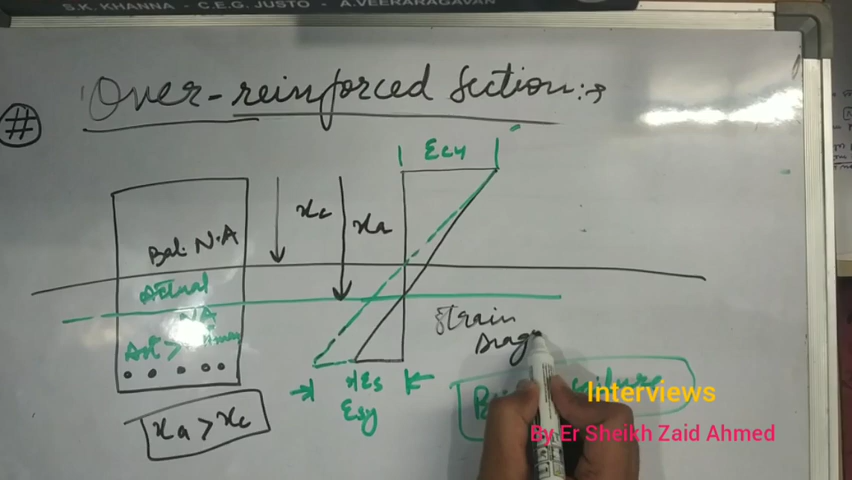 S.K. KHANNA - C.E.G. JUSTO - A.VEERARAGAVAN
# Over-reinforced Section:→
Ecu
xc
xa
Bal. N.A
Actual
N/A
Ast >
Strain
Diag
Es
Esy
xa > xc
Interviews
By Er Sheikh Zaid Ahmed